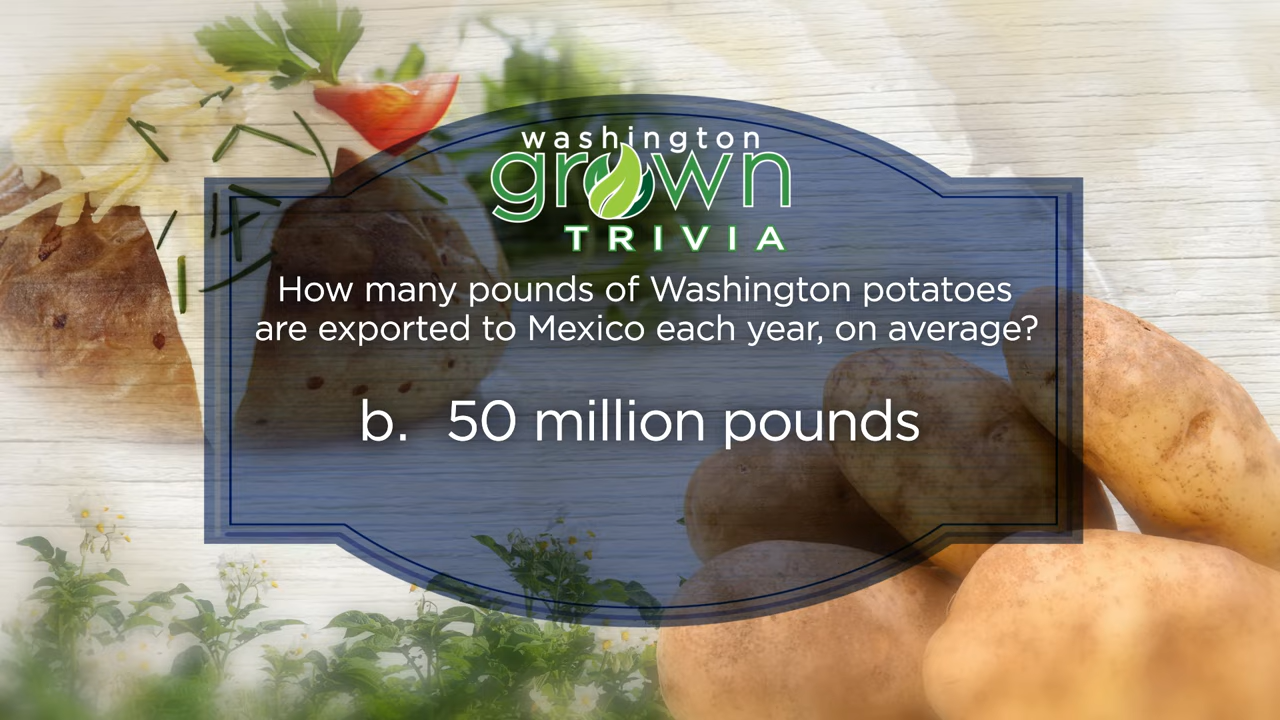 washington
grown
TRIVIA
How many pounds of Washington potatoes
are exported to Mexico each year, on average?
b. 50 million pounds